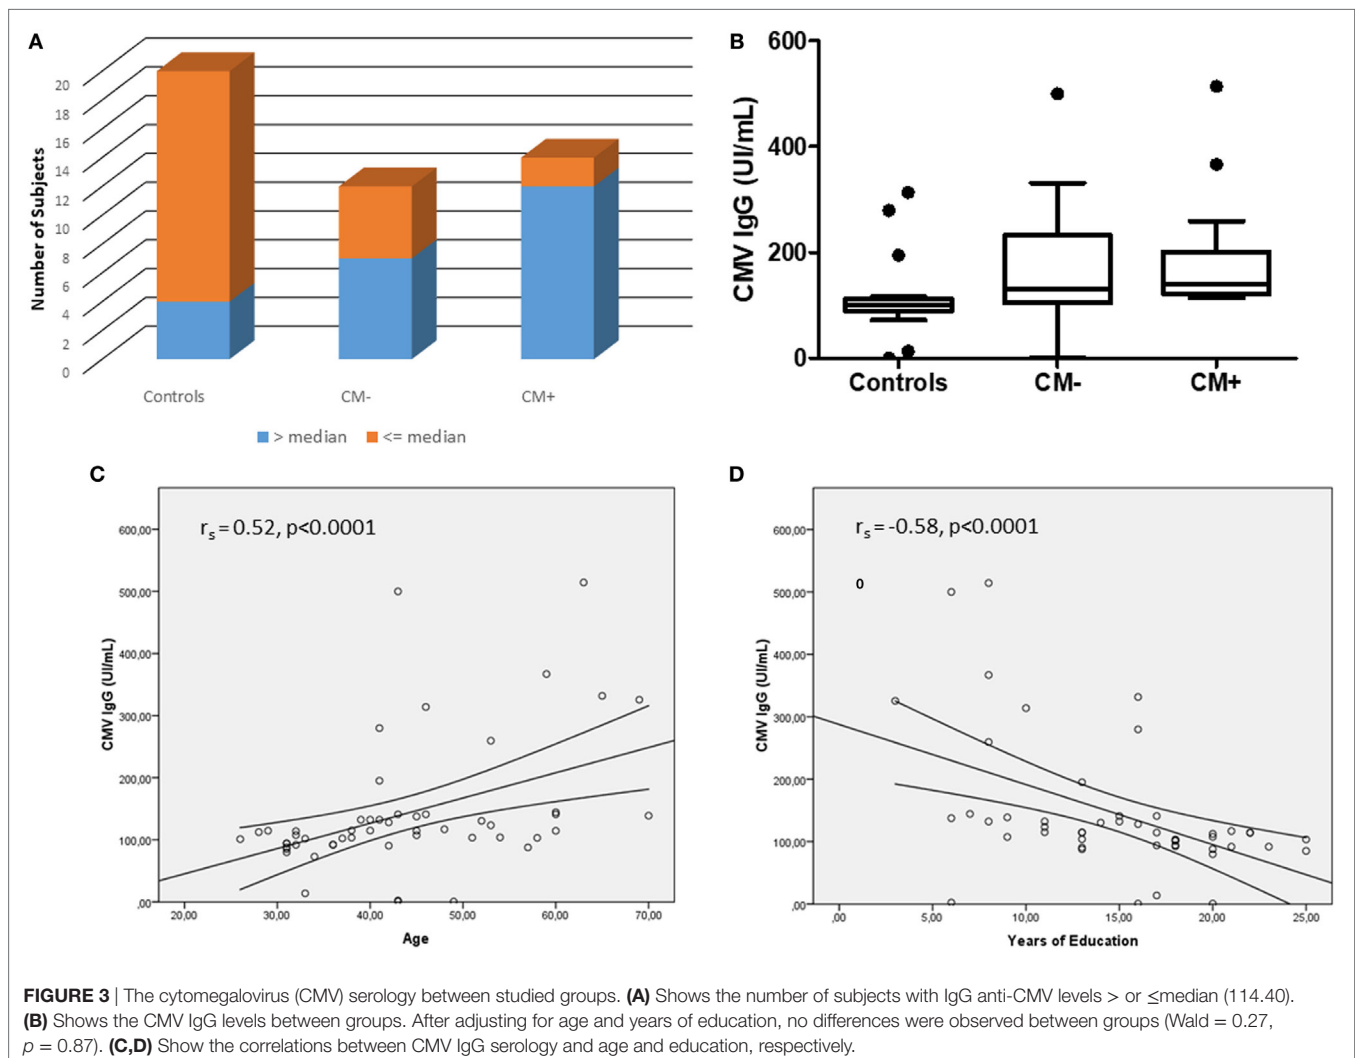 A
20
18
16
14
12
10
8
6
4
2
0
Number of Subjects
Controls
CM-
CM+
> median
<= median
B
600
400
200
0
CMV IgG (UI/mL)
Controls
CM-
CM+
C
rs = 0.52, p<0.0001
600,00
500,00
400,00
300,00
200,00
100,00
,00
CMV IgG (UI/mL)
20,00 30,00 40,00 50,00 60,00 70,00
Age
D
rs = -0.58, p<0.0001
0
600,00
500,00
400,00
300,00
200,00
100,00
,00
CMV IgG (UI/mL)
,00 5,00 10,00 15,00 20,00 25,00
Years of Education
FIGURE 3 | The cytomegalovirus (CMV) serology between studied groups. (A) Shows the number of subjects with IgG anti-CMV levels > or ≤median (114.40).
(B) Shows the CMV IgG levels between groups. After adjusting for age and years of education, no differences were observed between groups (Wald = 0.27,
p = 0.87). (C,D) Show the correlations between CMV IgG serology and age and education, respectively.